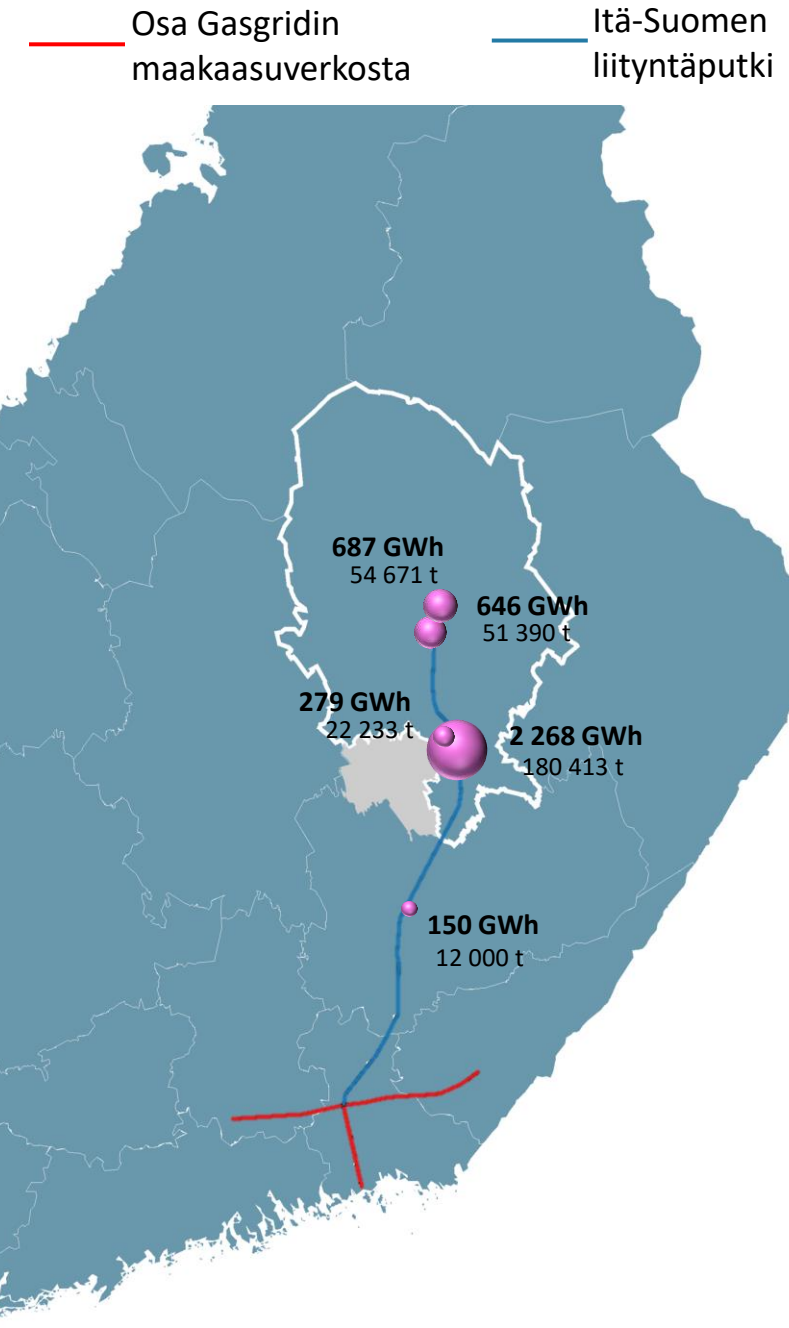 Osa Gasgridin
maakaasuverkosta
Itä-Suomen
liityntäputki
687 GWh
54 671 t
646 GWh
51 390 t
279 GWh
22 233 t
2 268 GWh
180 413 t
150 GWh
12 000 t